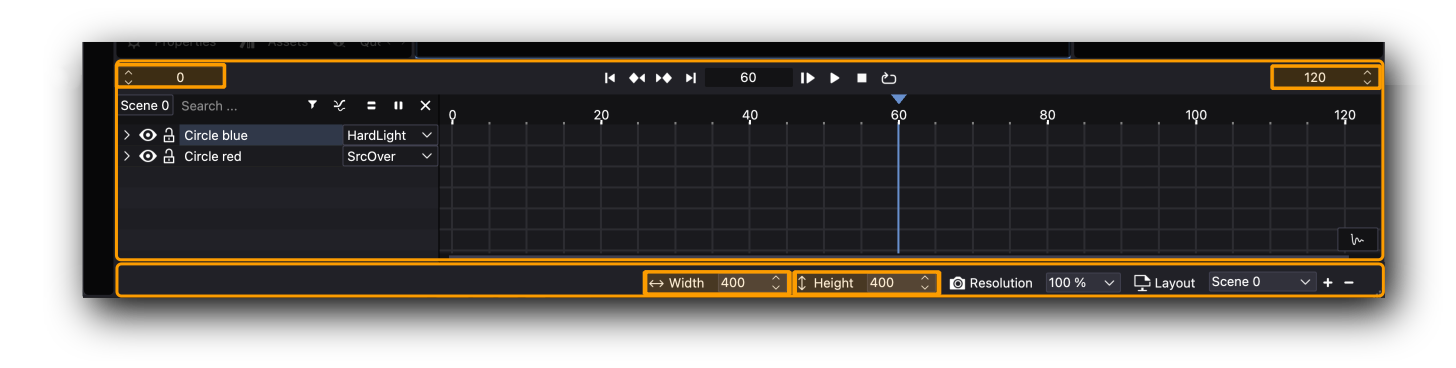 Properties Assets
0 60 120
Scene 0 Search ...
0 20 40 60 80 100 120
Circle blue HardLight
Circle red SrcOver
Width 400 Height 400 Resolution 100 % Layout Scene 0 + −